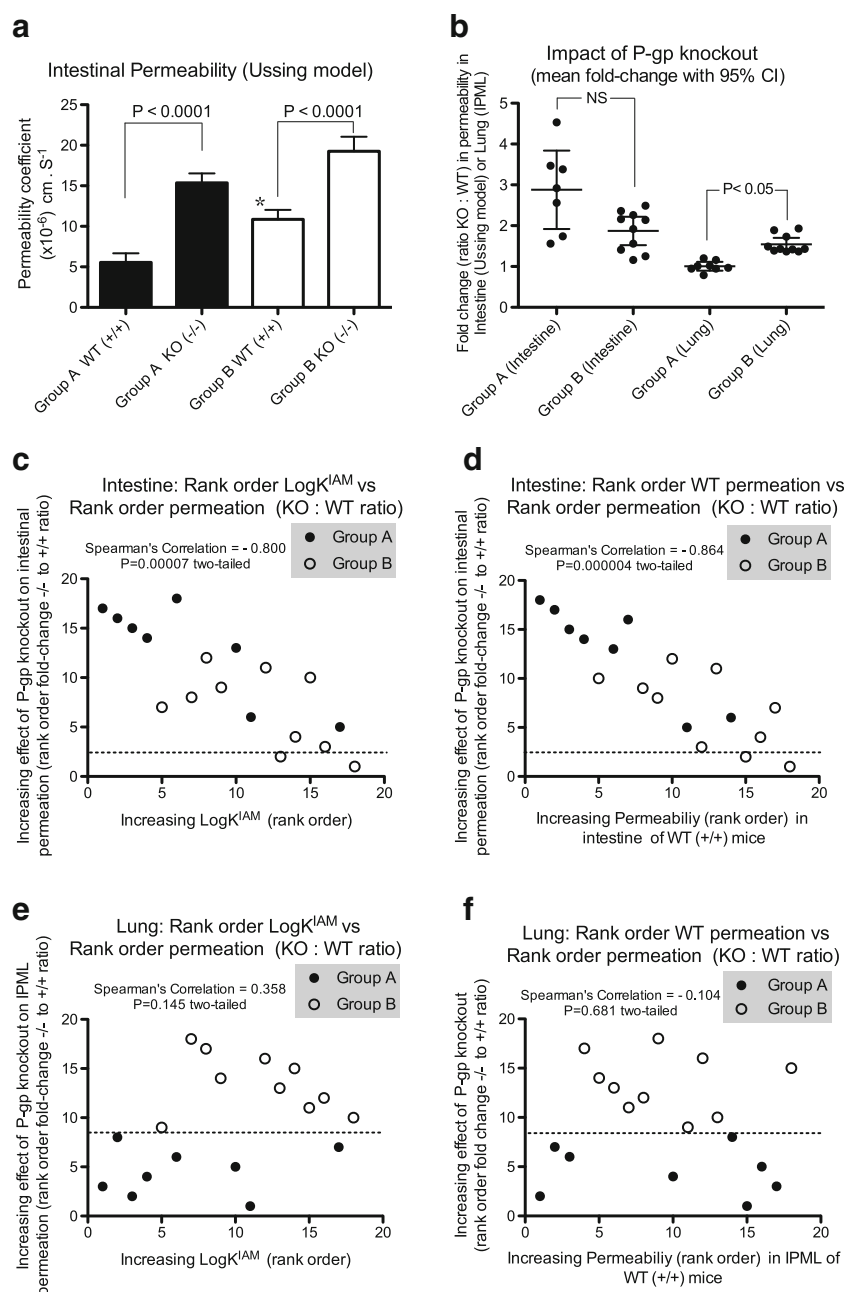 a
Intestinal Permeability (Ussing model)
Permeability coefficient
(x10-6) cm . S-1
25
20
15
10
5
0
P < 0.0001
P < 0.0001
*
Group A WT (+/+)
Group A KO (-/-)
Group B WT (+/+)
Group B KO (-/-)
b
Impact of P-gp knockout
(mean fold-change with 95% CI)
Fold change (ratio KO : WT) in permeability in
Intestine (Ussing model) or Lung (IPML)
5
4
3
2
1
0
NS
P< 0.05
Group A (Intestine)
Group B (Intestine)
Group A (Lung)
Group B (Lung)
c
Intestine: Rank order LogKIAM vs
Rank order permeation (KO : WT ratio)
Group A
Group B
Spearman's Correlation = - 0.800
P=0.00007 two-tailed
Increasing effect of P-gp knockout on intestinal
permeation (rank order fold-change -/- to +/+ ratio)
20
15
10
5
0
0 5 10 15 20
Increasing LogKIAM (rank order)
d
Intestine: Rank order WT permeation vs
Rank order permeation (KO : WT ratio)
Group A
Group B
Spearman's Correlation = - 0.864
P=0.000004 two-tailed
Increasing effect of P-gp knockout on intestinal
permeation (rank order fold-change -/- to +/+ ratio)
20
15
10
5
0
0 5 10 15 20
Increasing Permeabiliy (rank order) in
intestine of WT (+/+) mice
e
Lung: Rank order LogKIAM vs
Rank order permeation (KO : WT ratio)
Group A
Group B
Spearman's Correlation = 0.358
P=0.145 two-tailed
Increasing effect of P-gp knockout on IPML
permeation (rank order fold-change -/- to +/+ ratio)
20
15
10
5
0
0 5 10 15 20
Increasing LogKIAM (rank order)
f
Lung: Rank order WT permeation vs
Rank order permeation (KO : WT ratio)
Group A
Group B
Spearman's Correlation = - 0.104
P=0.681 two-tailed
Increasing effect of P-gp knockout
(rank order fold change -/- to +/+ ratio)
20
15
10
5
0
0 5 10 15 20
Increasing Permeabiliy (rank order) in IPML of
WT (+/+) mice